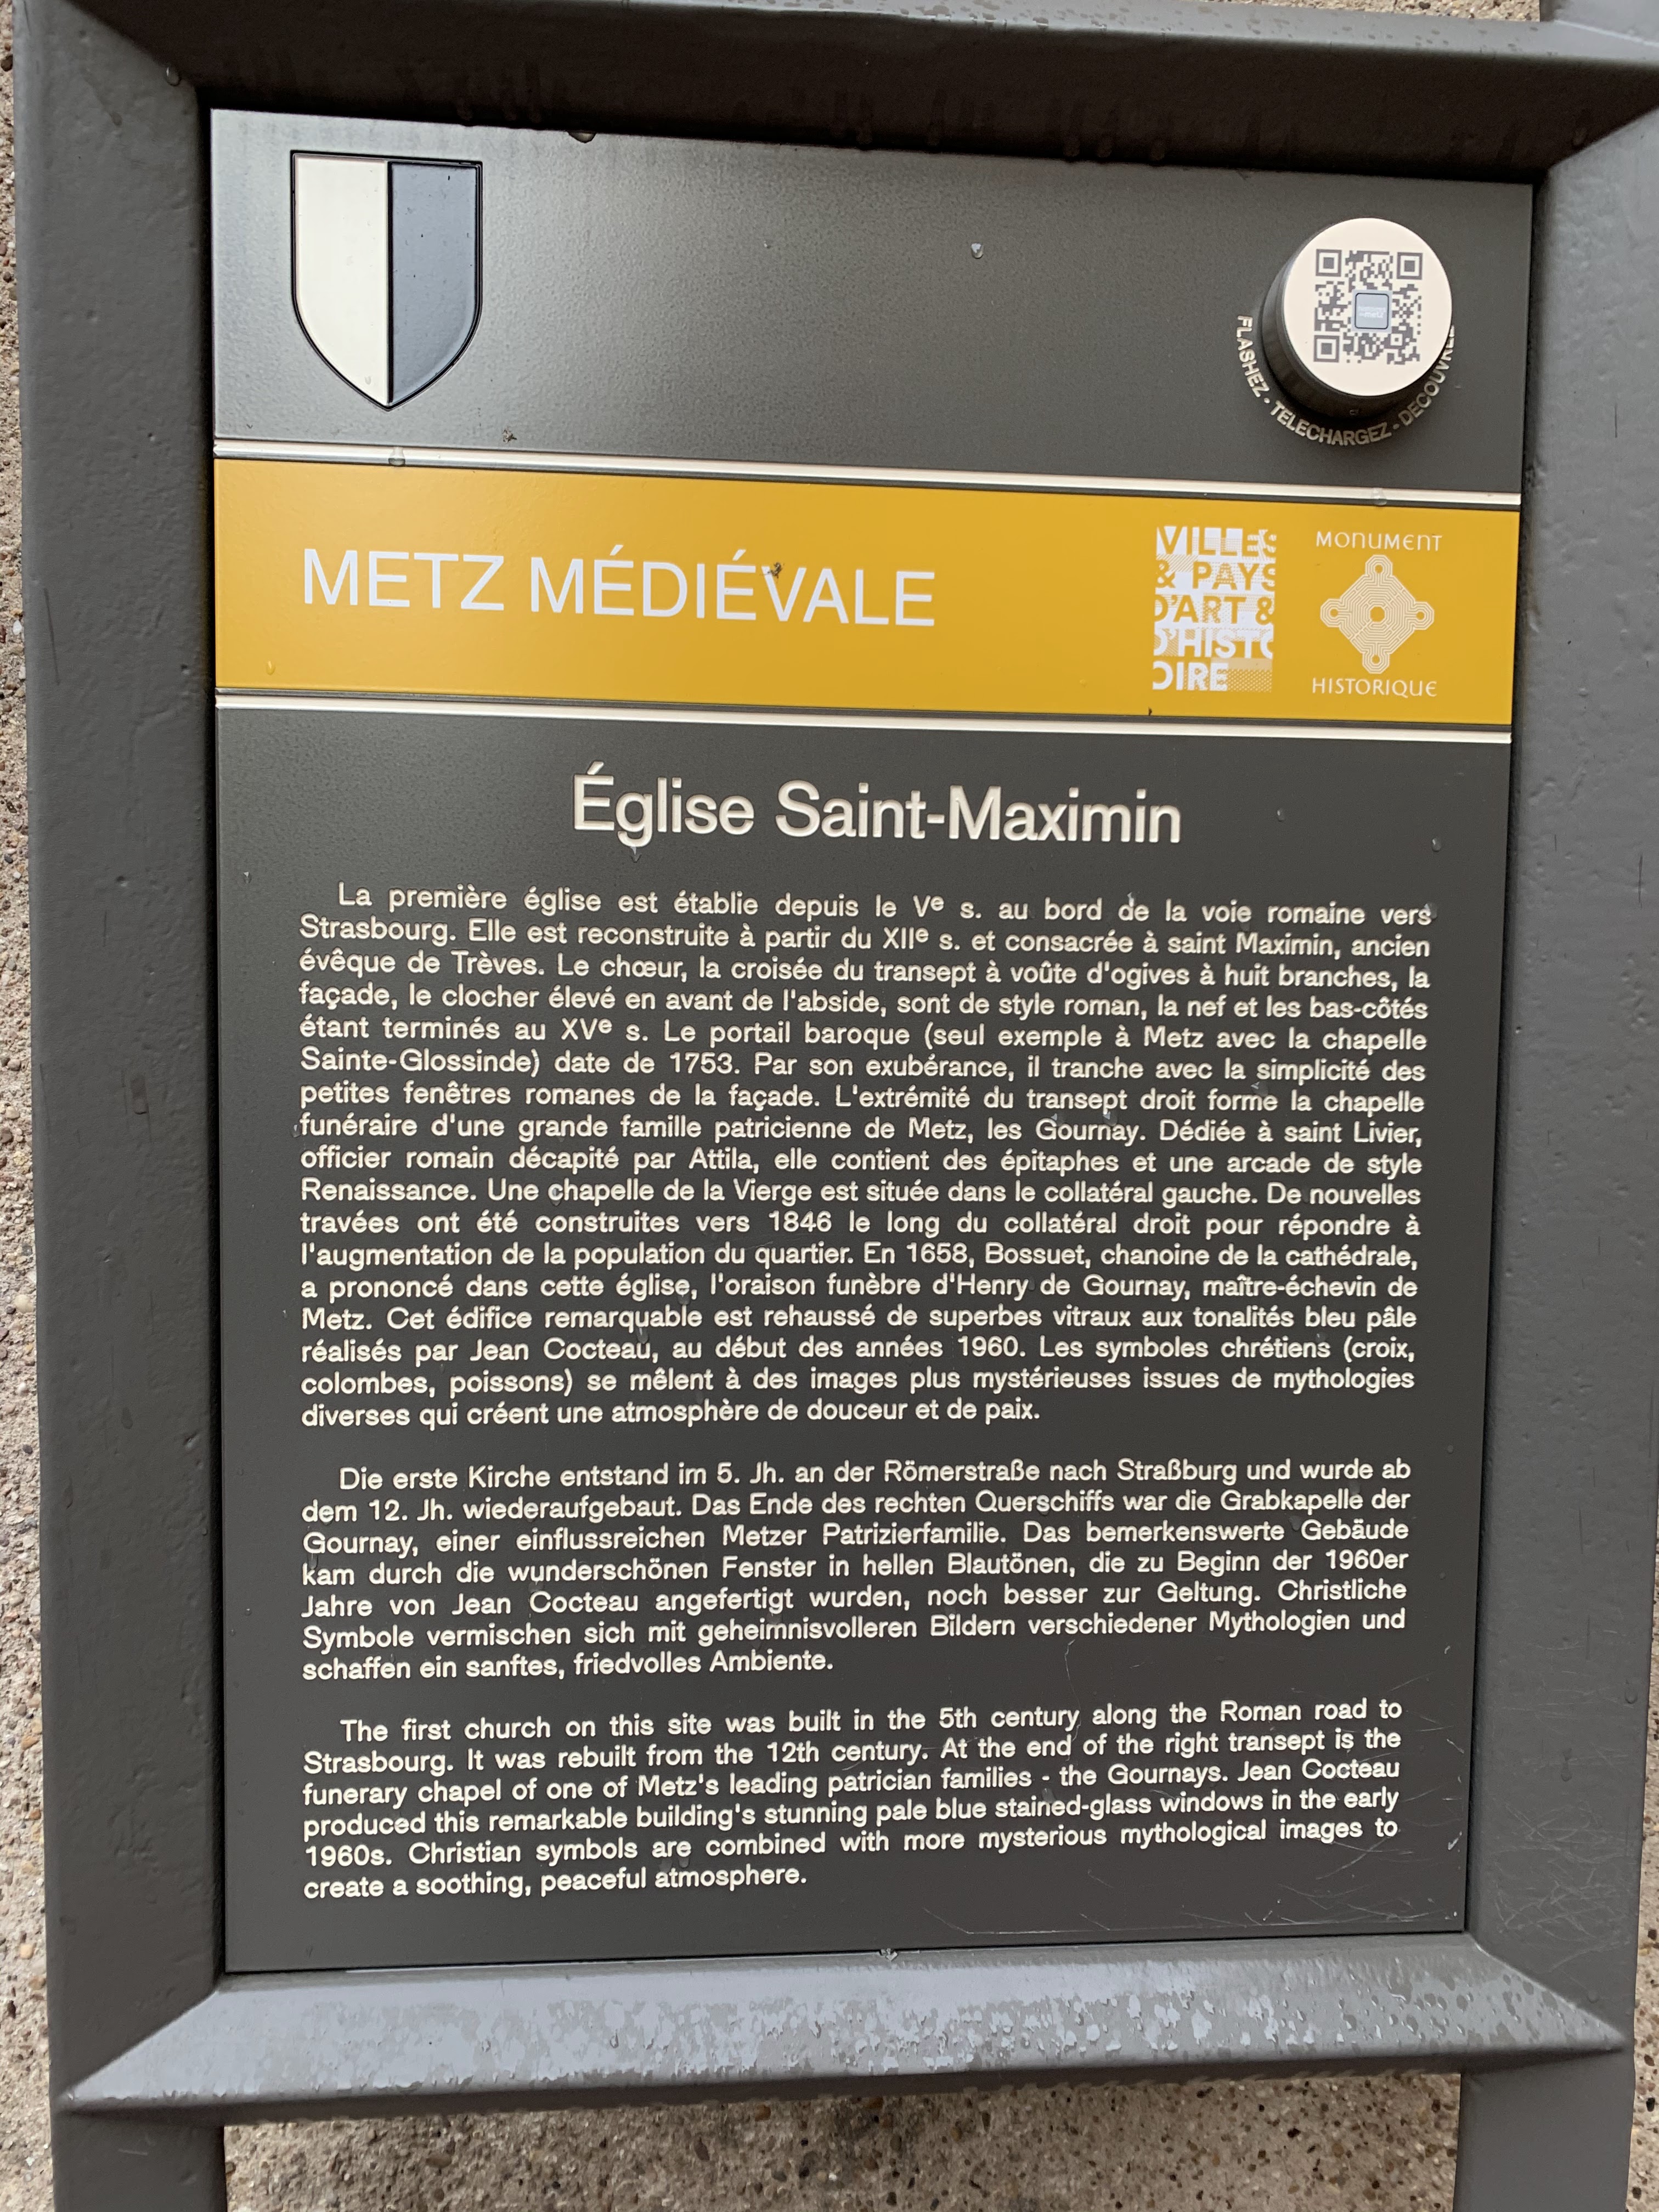 FLASHEZ - TELECHARGEZ - DECOUVREZ
METZ MÉDIÉVALE
VILLES
& PAYS
D'ART &
D'HISTO
OIRE
MONUMENT
HISTORIQUE
Église Saint-Maximin
La première église est établie depuis le Ve s. au bord de la voie romaine vers
Strasbourg. Elle est reconstruite à partir du XIIe s. et consacrée à saint Maximin, ancien
évêque de Trèves. Le chœur, la croisée du transept à voûte d'ogives à huit branches, la
façade, le clocher élevé en avant de l'abside, sont de style roman, la nef et les bas-côtés
étant terminés au XVe s. Le portail baroque (seul exemple à Metz avec la chapelle
Sainte-Glossinde) date de 1753. Par son exubérance, il tranche avec la simplicité des
petites fenêtres romanes de la façade. L'extrémité du transept droit forme la chapelle
funéraire d'une grande famille patricienne de Metz, les Gournay. Dédiée à saint Livier,
officier romain décapité par Attila, elle contient des épitaphes et une arcade de style
Renaissance. Une chapelle de la Vierge est située dans le collatéral gauche. De nouvelles
travées ont été construites vers 1846 le long du collatéral droit pour répondre à
l'augmentation de la population du quartier. En 1658, Bossuet, chanoine de la cathédrale,
a prononcé dans cette église, l'oraison funèbre d'Henry de Gournay, maître-échevin de
Metz. Cet édifice remarquable est rehaussé de superbes vitraux aux tonalités bleu pâle
réalisés par Jean Cocteau, au début des années 1960. Les symboles chrétiens (croix,
colombes, poissons) se mêlent à des images plus mystérieuses issues de mythologies
diverses qui créent une atmosphère de douceur et de paix.
Die erste Kirche entstand im 5. Jh. an der Römerstraße nach Straßburg und wurde ab
dem 12. Jh. wiederaufgebaut. Das Ende des rechten Querschiffs war die Grabkapelle der
Gournay, einer einflussreichen Metzer Patrizierfamilie. Das bemerkenswerte Gebäude
kam durch die wunderschönen Fenster in hellen Blautönen, die zu Beginn der 1960er
Jahre von Jean Cocteau angefertigt wurden, noch besser zur Geltung. Christliche
Symbole vermischen sich mit geheimnisvolleren Bildern verschiedener Mythologien und
schaffen ein sanftes, friedvolles Ambiente.
The first church on this site was built in the 5th century along the Roman road to
Strasbourg. It was rebuilt from the 12th century. At the end of the right transept is the
funerary chapel of one of Metz's leading patrician families - the Gournays. Jean Cocteau
produced this remarkable building's stunning pale blue stained-glass windows in the early
1960s. Christian symbols are combined with more mysterious mythological images to
create a soothing, peaceful atmosphere.